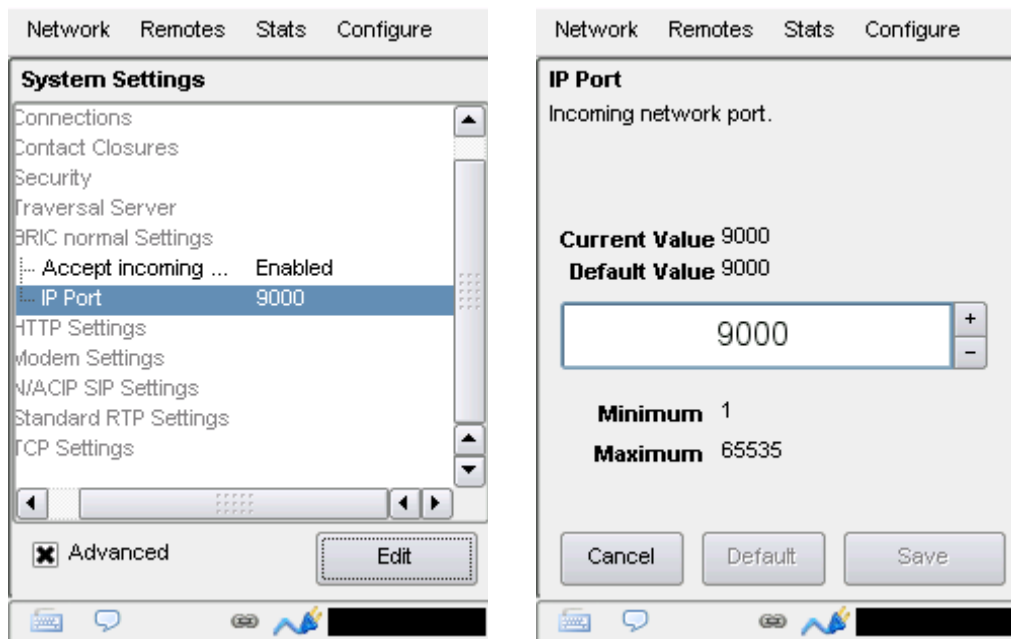 Network Remotes Stats Configure
System Settings
Connections
Contact Closures
Security
Traversal Server
BRIC normal Settings
Accept incoming ... Enabled
IP Port 9000
HTTP Settings
Modem Settings
N/ACIP SIP Settings
Standard RTP Settings
TCP Settings
Advanced
Edit
Network Remotes Stats Configure
IP Port
Incoming network port.
Current Value 9000
Default Value 9000
9000
+
-
Minimum 1
Maximum 65535
Cancel Default Save